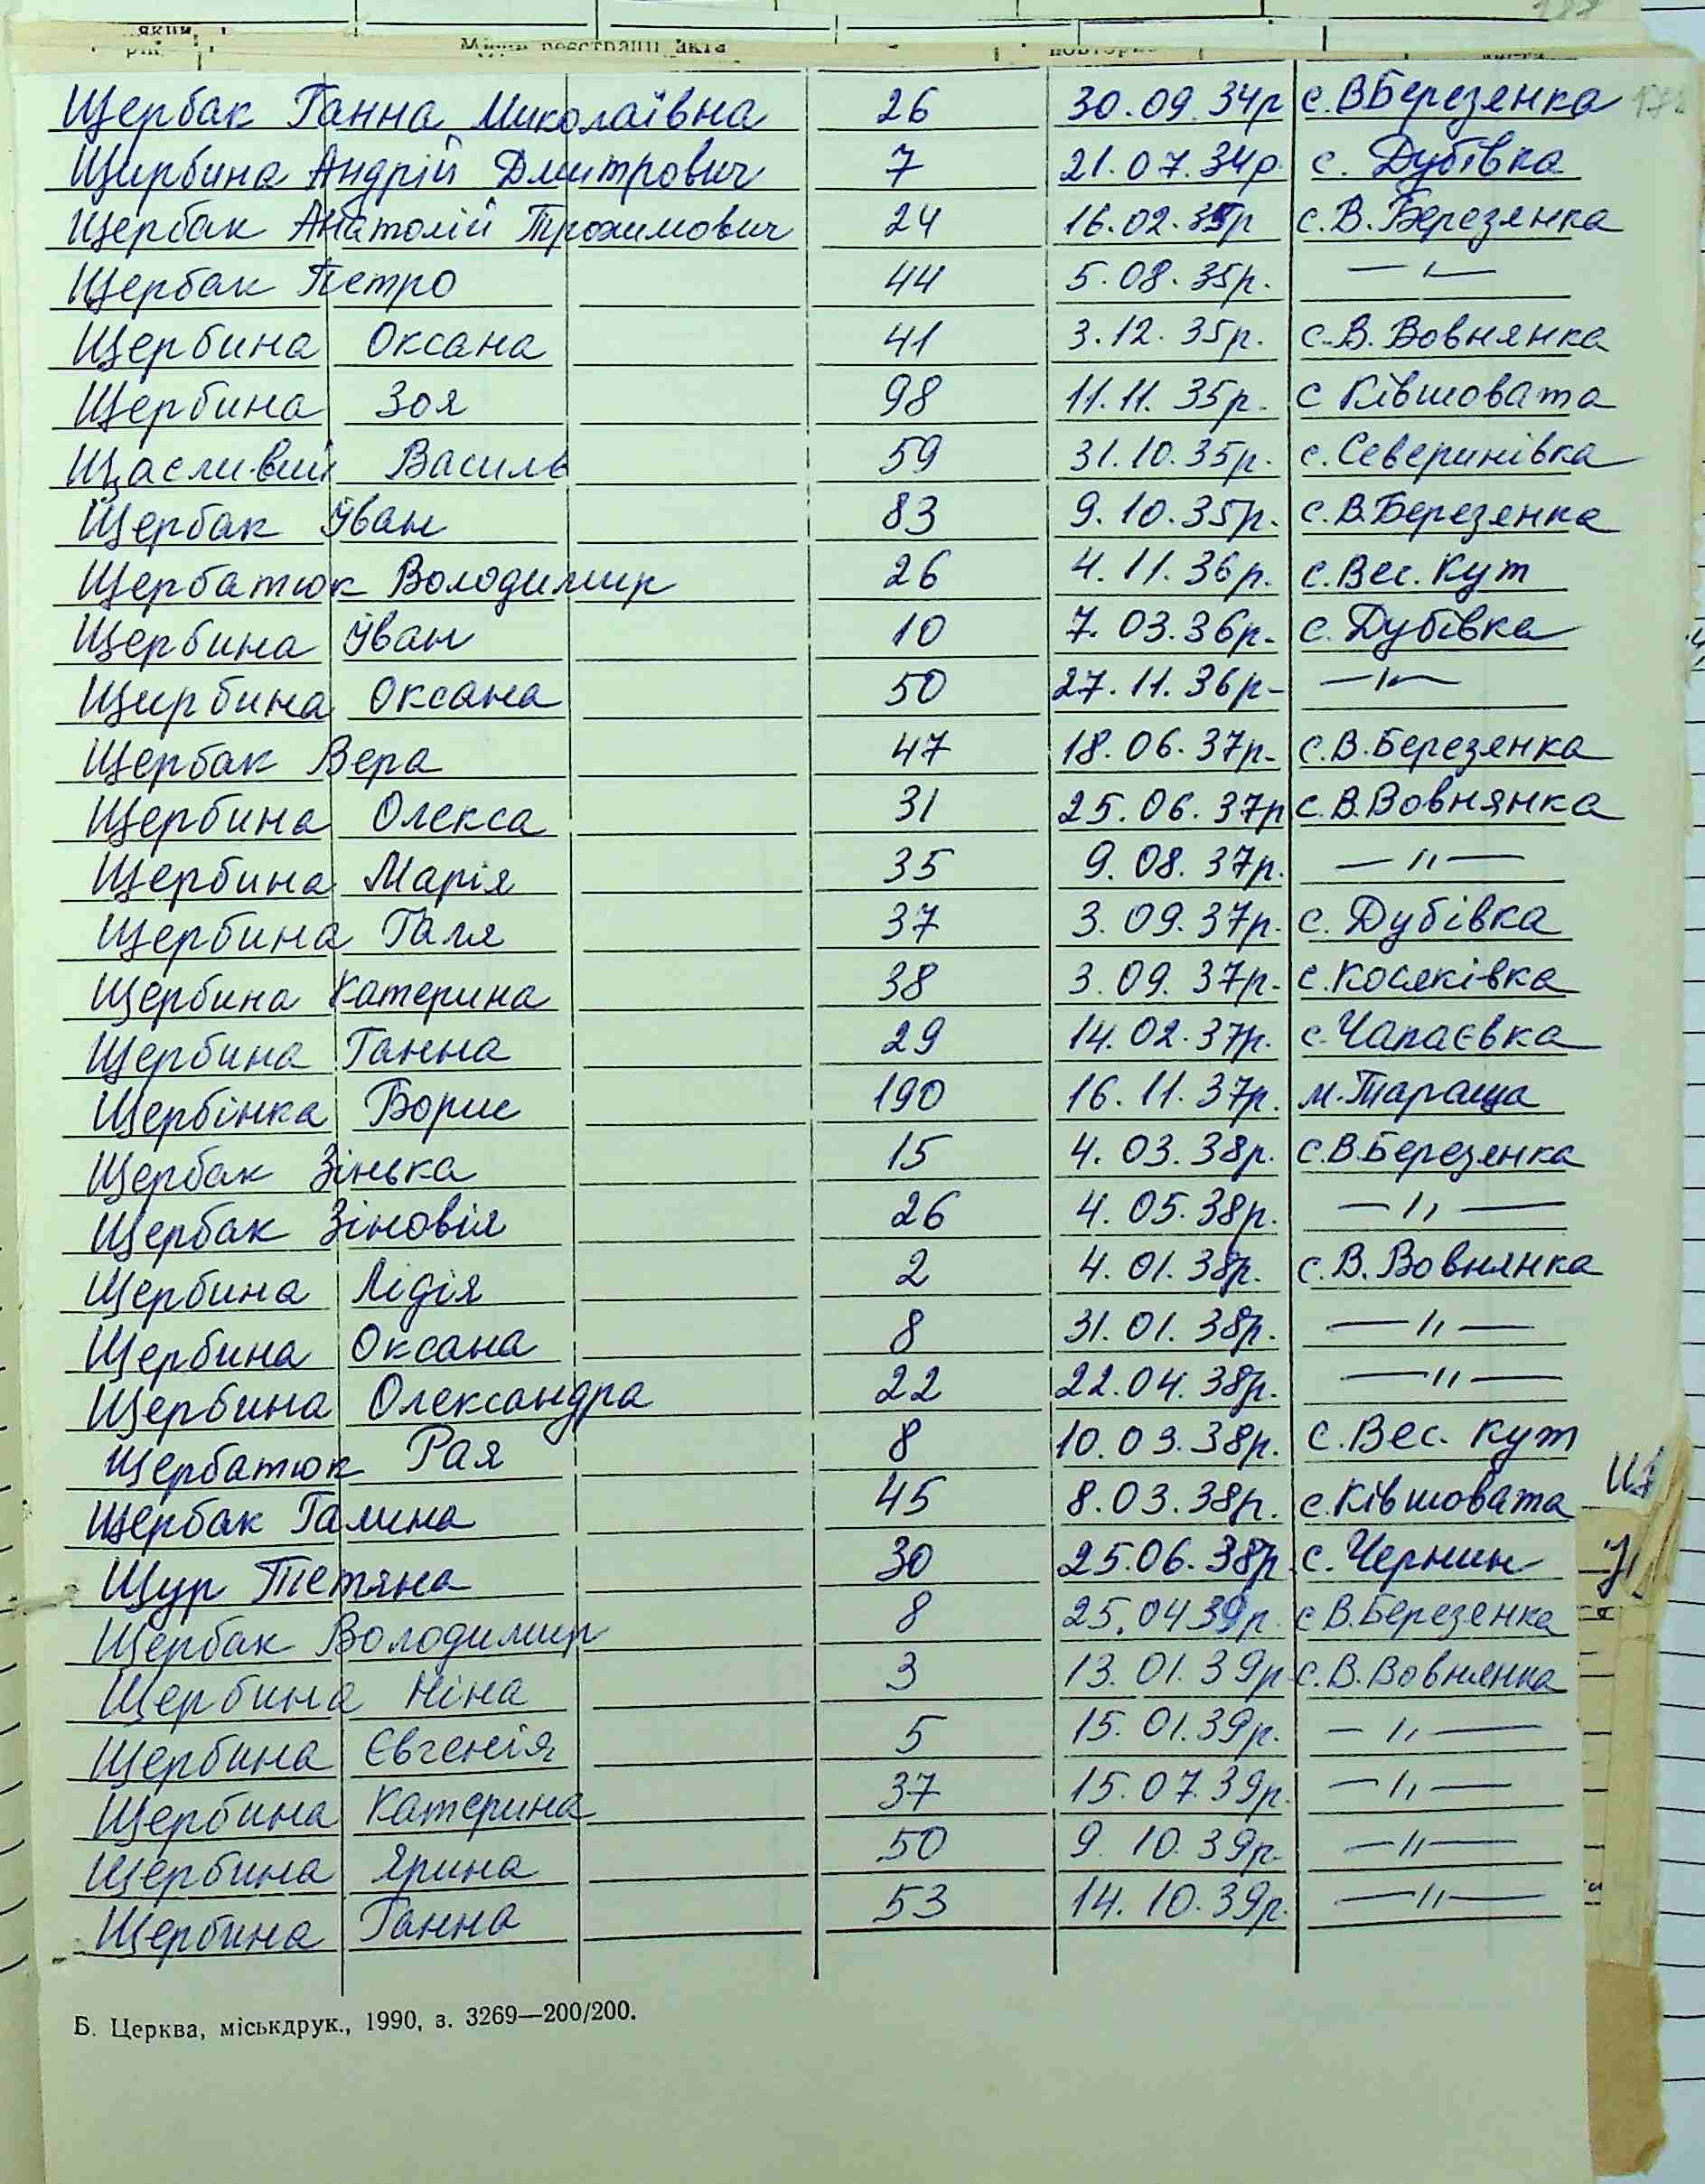 Місце реєстрації акта
Щербак Ганна Миколаївна 26 30.09.34р с. В Березянка
Щирбина Андрій Дмитрович 7 21.07.34р. с. Дубівка
Щербак Анатолій Трохимович 24 16.02.35р с. В. Березянка
Щербак Петро 44 5.08.35р. —〃—
Щербина Оксана 41 3.12.35р. с. В. Вовнянка
Щербина Зоя 98 11.11.35р. с Ківшовата
Щасливий Василь 59 31.10.35р. с. Северинівка
Щербак Іван 83 9.10.35р. с. В. Березянка
Щербатюк Володимир 26 4.11.36р. с. Вес. Кут
Щербина Іван 10 7.03.36р. с. Дубівка
Щирбина Оксана 50 27.11.36р. —〃—
Щербак Вера 47 18.06.37р. с. В. Березянка
Щербина Олекса 31 25.06.37р с. В. Вовнянка
Щербина Марія 35 9.08.37р. —〃—
Щербина Галя 37 3.09.37р. с. Дубівка
Щербина Катерина 38 3.09.37р. с. Косяківка
Щербина Ганна 29 14.02.37р. с. Чапаєвка
Щербінка Борис 190 16.11.37р. м. Тараща
Щербак Зінька 15 4.03.38р. с. В. Березянка
Щербак Зіновія 26 4.05.38р. —〃—
Щербина Лідія 2 4.01.38р. с. В. Вовнянка
Щербина Оксана 8 31.01.38р. —〃—
Щербина Олександра 22 22.04.38р. —〃—
Щербатюк Рая 8 10.03.38р. с. Вес. Кут
Щербак Галина 45 8.03.38р. с. Ківшовата
Щур Тетяна 30 25.06.38р с. Чернин
Щербак Володимир 8 25.04 39р. с В. Березянка
Щербина Ніна 3 13.01.39р с. В. Вовнянка
Щербина Євгенія 5 15.01.39р. —〃—
Щербина Катерина 37 15.07.39р. —〃—
Щербина Ярина 50 9.10.39р. —〃—
Щербина Ганна 53 14.10.39р. —〃—
Б. Церква, міськдрук., 1990, з. 3269—200/200.